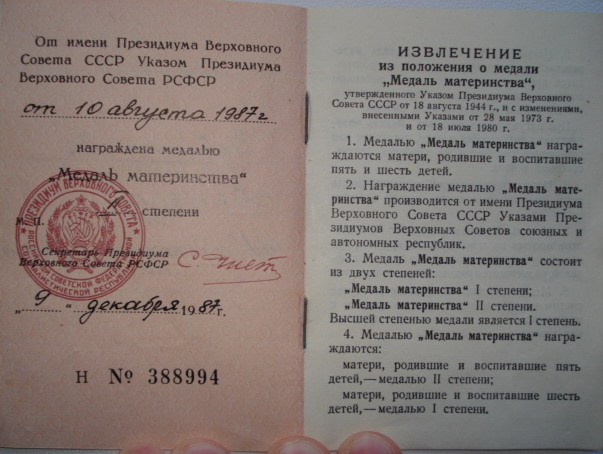 От имени Президиума Верховного
Совета СССР Указом Президиума
Верховного Совета РСФСР
от 10 августа 1987г
награждена медалью
„Медаль материнства“
М. П.
степени
Секретарь Президиума
Верховного Совета РСФСР
„9“ декабря 1987г.
Н № 388994
ИЗВЛЕЧЕНИЕ
из положения о медали
„Медаль материнства“,
утвержденного Указом Президиума Верховного
Совета СССР от 18 августа 1944 г., и с изменениями,
внесенными Указами от 28 мая 1973 г.
и от 18 июля 1980 г.
1. Медалью „Медаль материнства“ награ-
ждаются матери, родившие и воспитавшие
пять и шесть детей.
2. Награждение медалью „Медаль мате-
ринства“ производится от имени Президиума
Верховного Совета СССР Указами Пре-
зидиумов Верховных Советов союзных и
автономных республик.
3. Медаль „Медаль материнства“ состоит
из двух степеней:
„Медаль материнства“ I степени;
„Медаль материнства“ II степени.
Высшей степенью медали является I степень.
4. Медалью „Медаль материнства“ награ-
ждаются:
матери, родившие и воспитавшие пять
детей,—медалью II степени;
матери, родившие и воспитавшие шесть
детей,—медалью I степени.